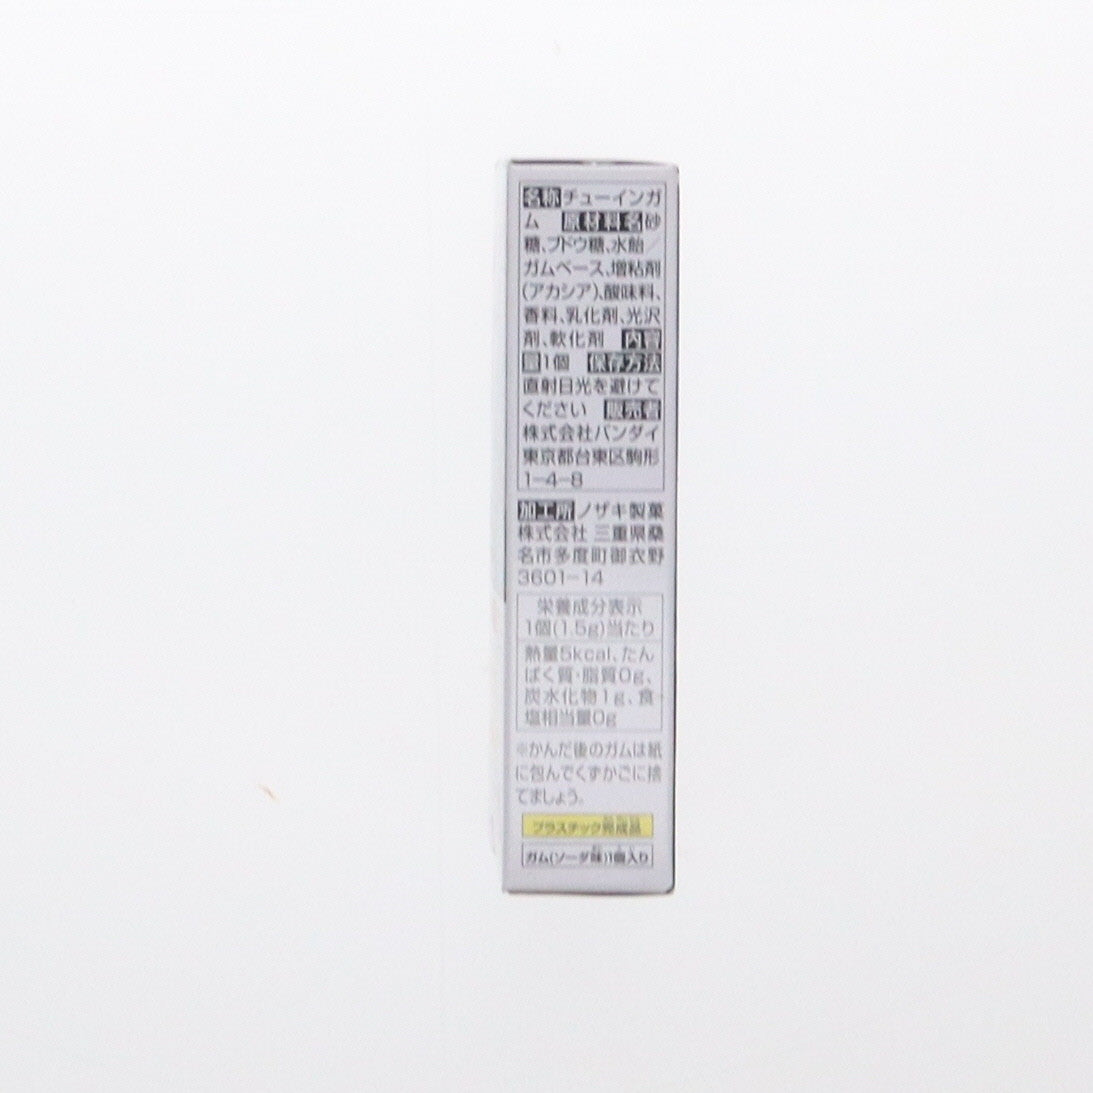 名称チューインガ
ム 原材料名砂
糖、ブドウ糖、水飴／
ガムベース、増粘剤
(アカシア)、酸味料、
香料、乳化剤、光沢
剤、軟化剤 内容
量1個 保存方法
直射日光を避けて
ください 販売者
株式会社バンダイ
東京都台東区駒形
1-4-8
加工所ノザキ製菓
株式会社 三重県桑
名市多度町御衣野
3601-14
栄養成分表示
1個(1.5g)当たり
熱量5kcal、たん
ぱく質・脂質0g、
炭水化物1g、食
塩相当量0g
※かんだ後のガムは紙
に包んでくずかごに捨
てましょう。
プラスチック完成品
ガム(ソーダ味)1個入り